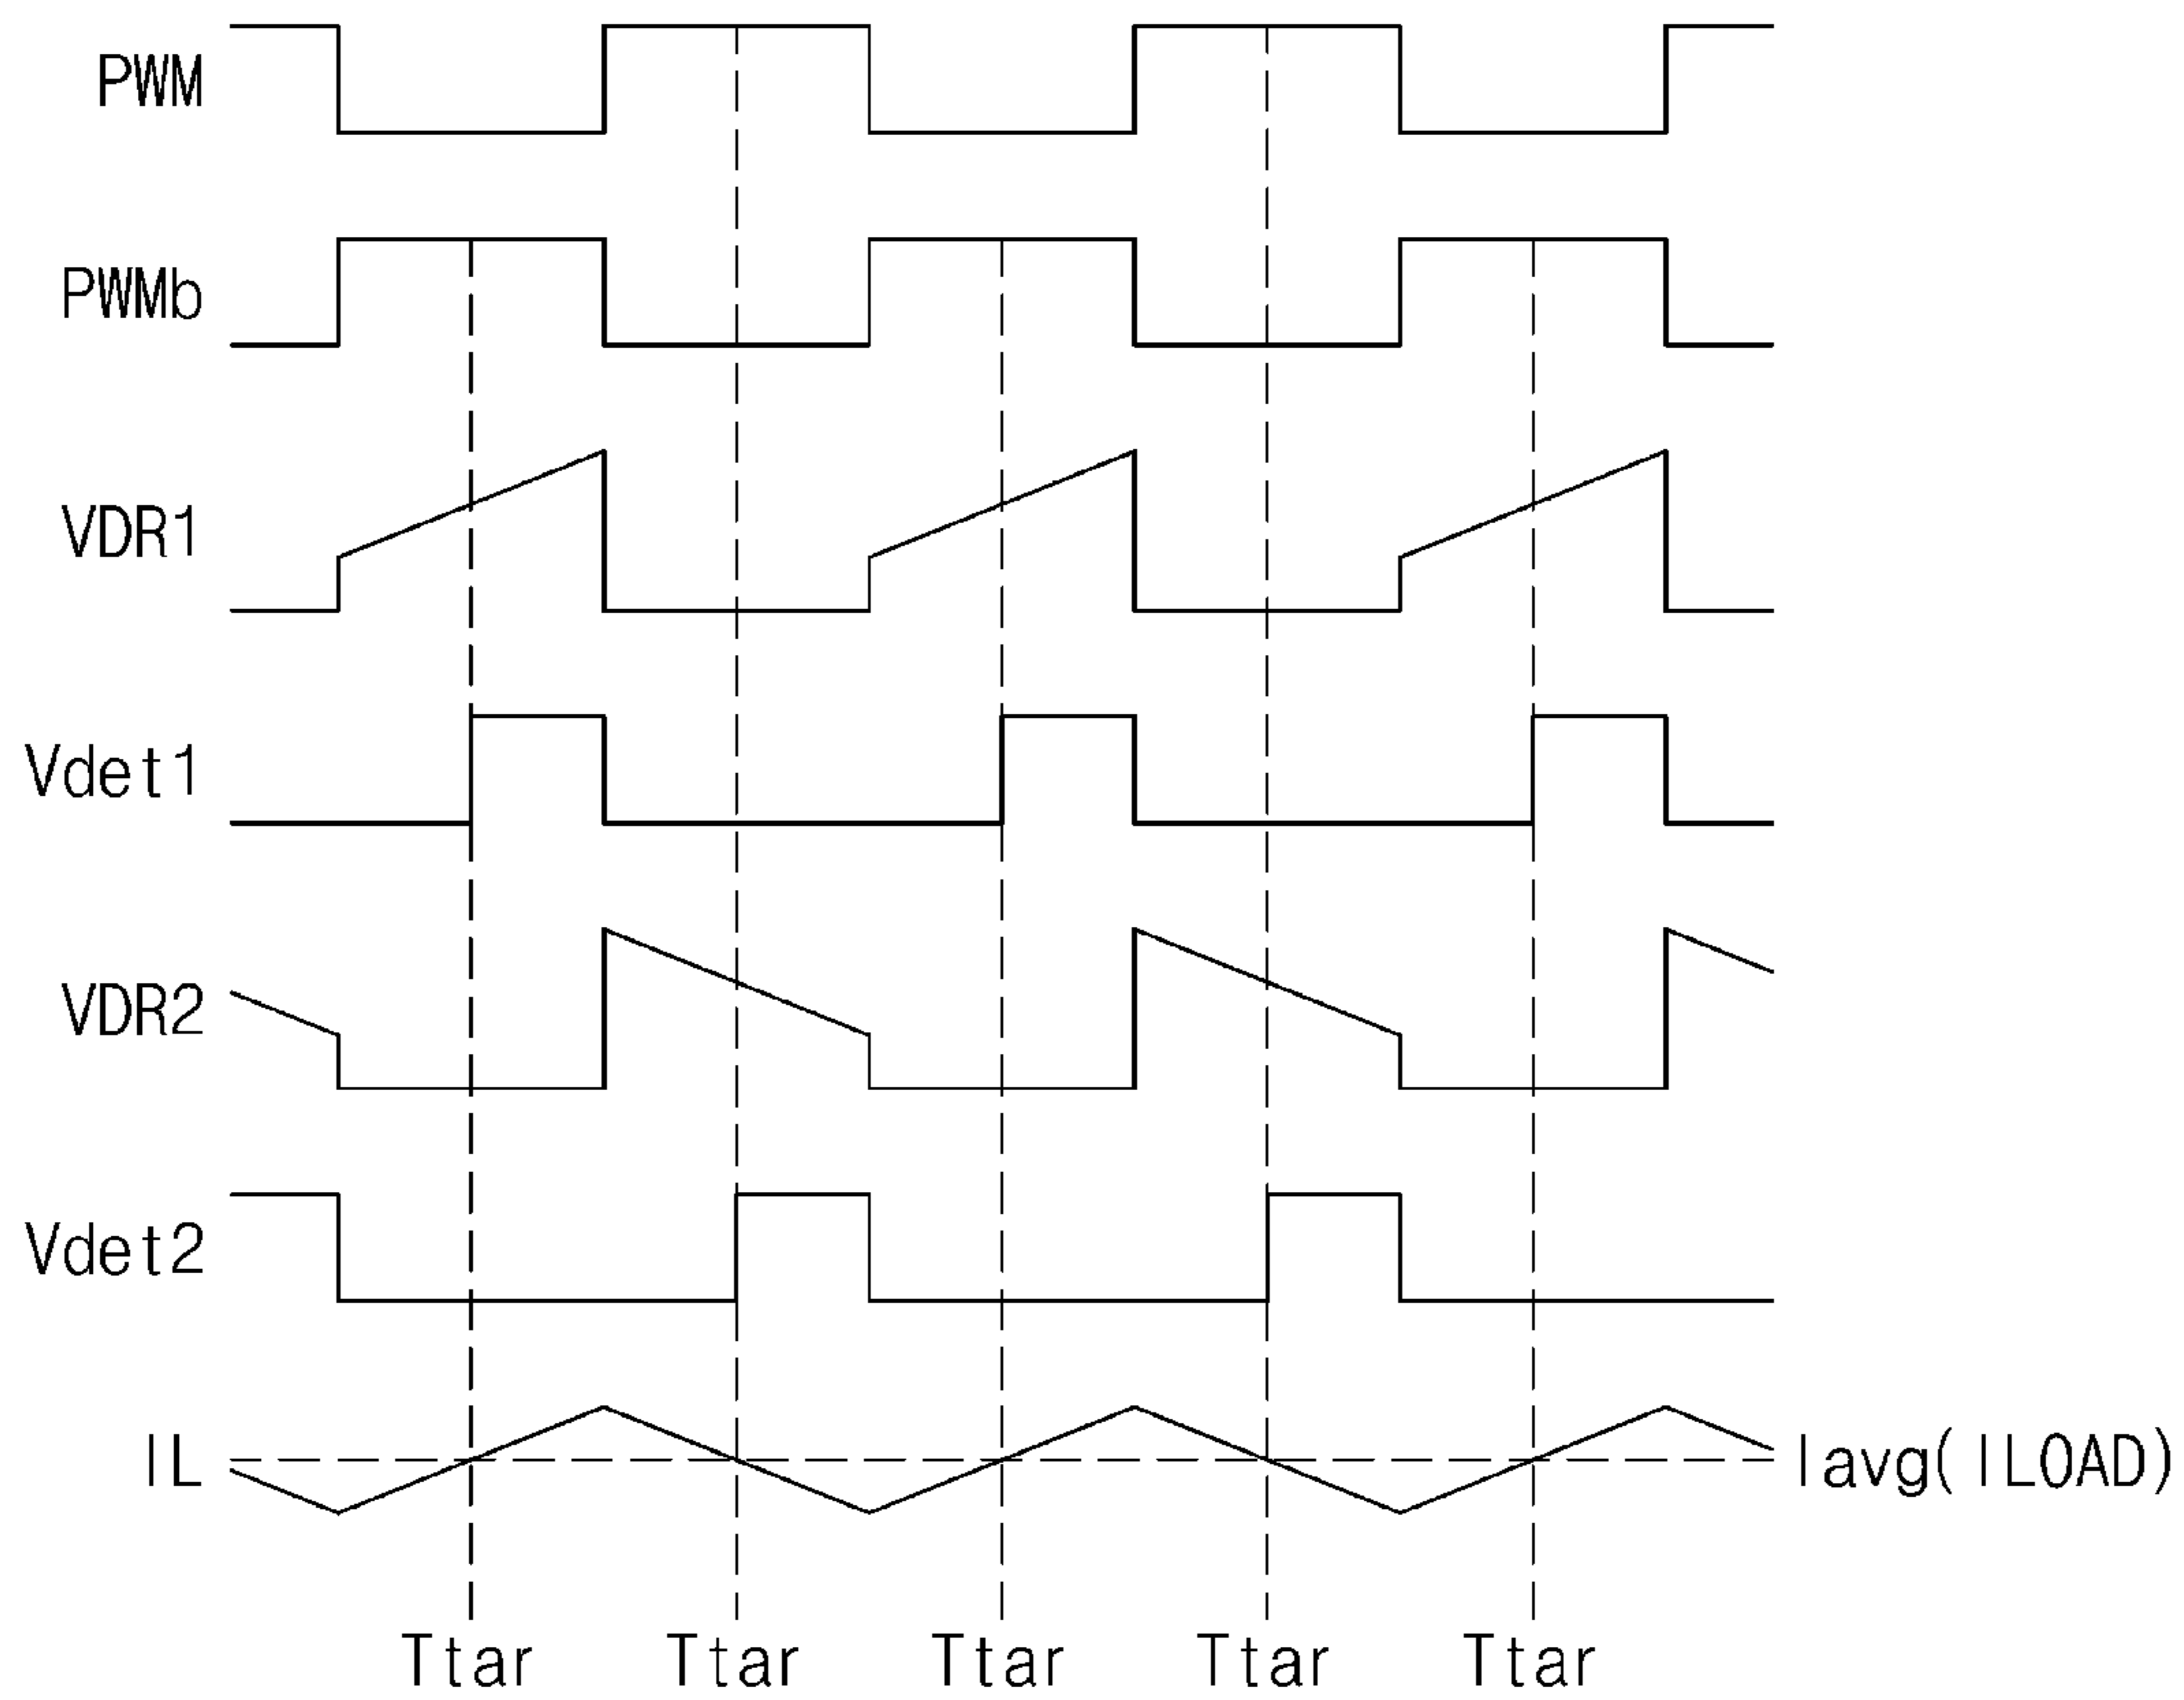 PWM
PWMb
VDR1
Vdet1
VDR2
Vdet2
IL
Iavg(ILOAD)
Ttar Ttar Ttar Ttar Ttar